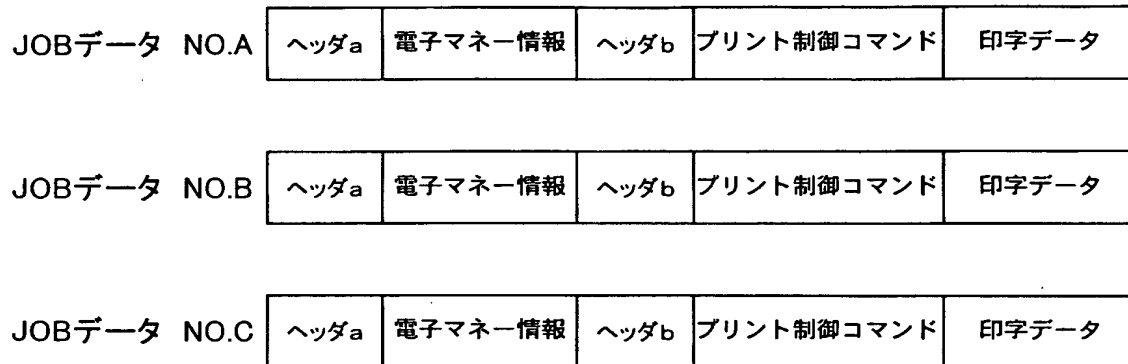 JOBデータ NO.A ヘッダa 電子マネー情報 ヘッダb プリント制御コマンド 印字データ
JOBデータ NO.B ヘッダa 電子マネー情報 ヘッダb プリント制御コマンド 印字データ
JOBデータ NO.C ヘッダa 電子マネー情報 ヘッダb プリント制御コマンド 印字データ